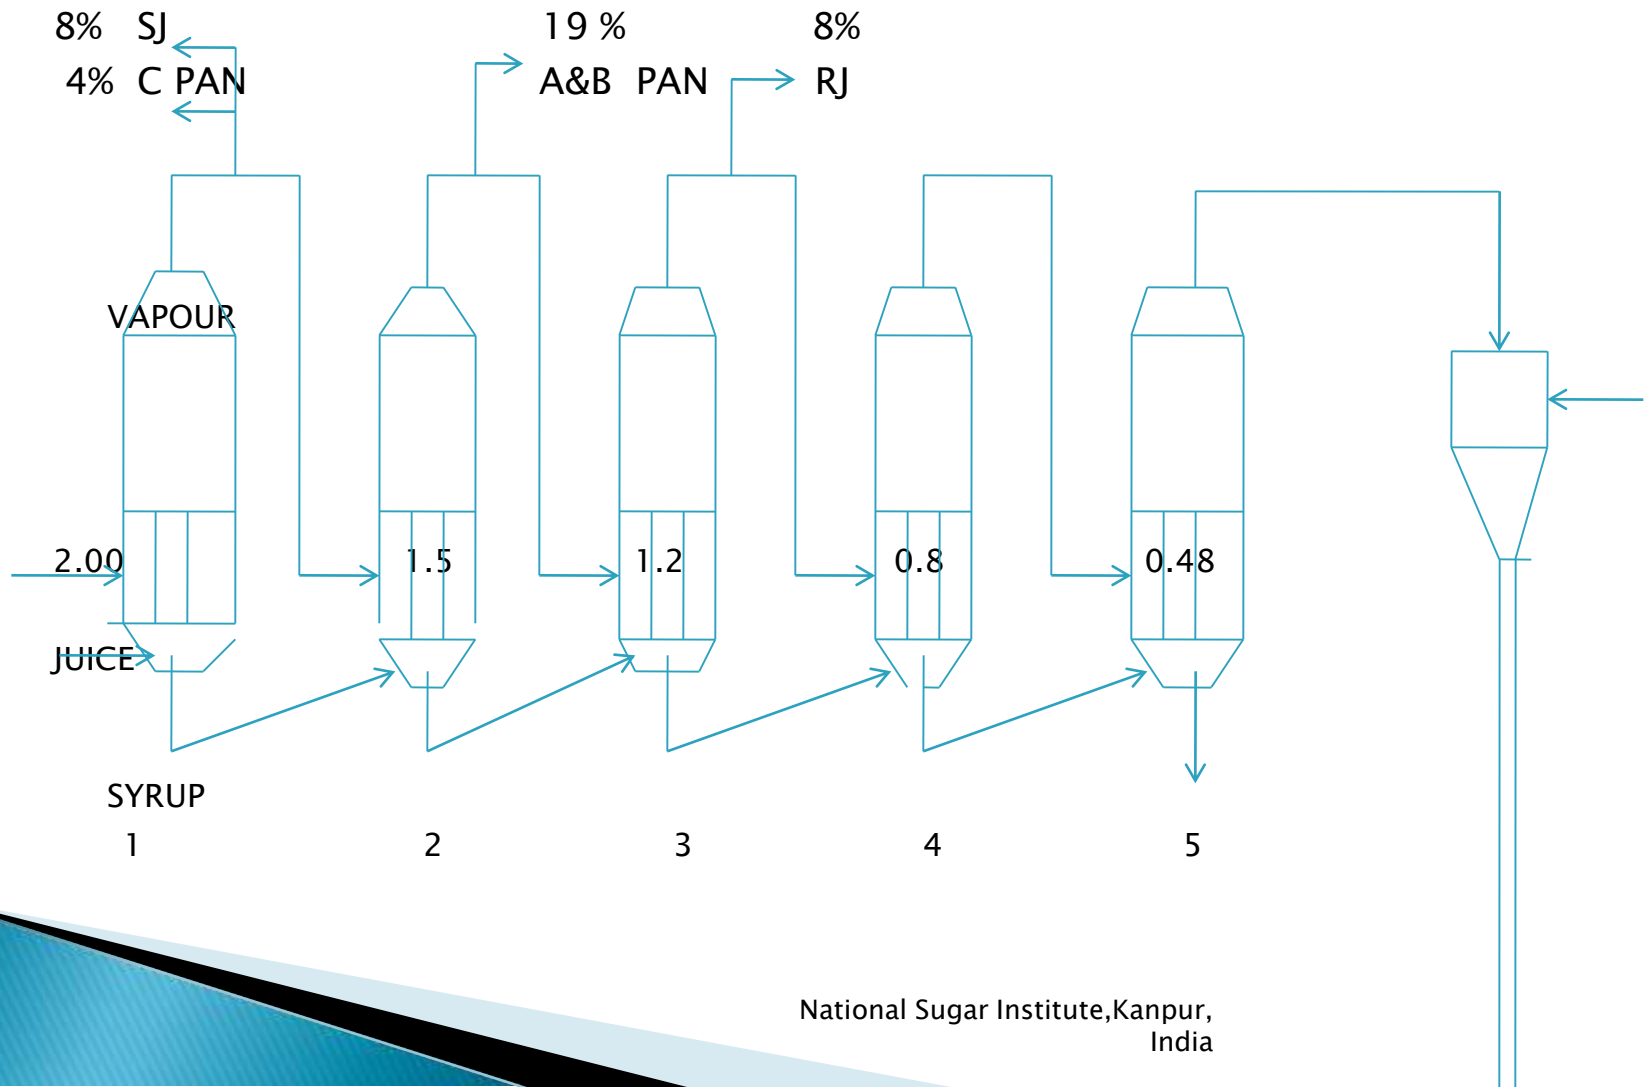 8% SJ 19 % 8%
4% C PAN A&B PAN RJ
VAPOUR
2.00 1.5 1.2 0.8 0.48
JUICE
SYRUP
1 2 3 4 5
National Sugar Institute,Kanpur,
India